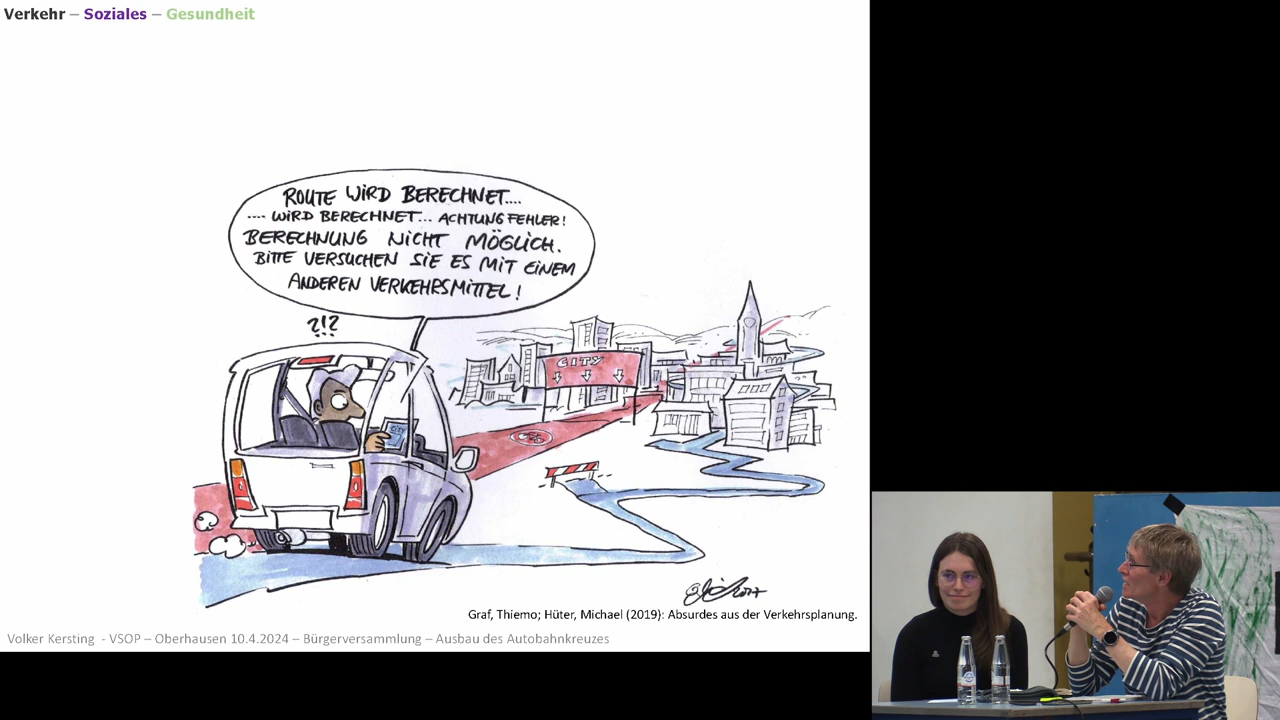 Verkehr – Soziales – Gesundheit
ROUTE WIRD BERECHNET....
.... WIRD BERECHNET... ACHTUNG FEHLER!
BERECHNUNG NICHT MÖGLICH.
BITTE VERSUCHEN SIE ES MIT EINEM
ANDEREN VERKEHRSMITTEL!
?!?
CITY
CITY
Graf, Thiemo; Hüter, Michael (2019): Absurdes aus der Verkehrsplanung.
Volker Kersting - VSOP – Oberhausen 10.4.2024 – Bürgerversammlung – Ausbau des Autobahnkreuzes